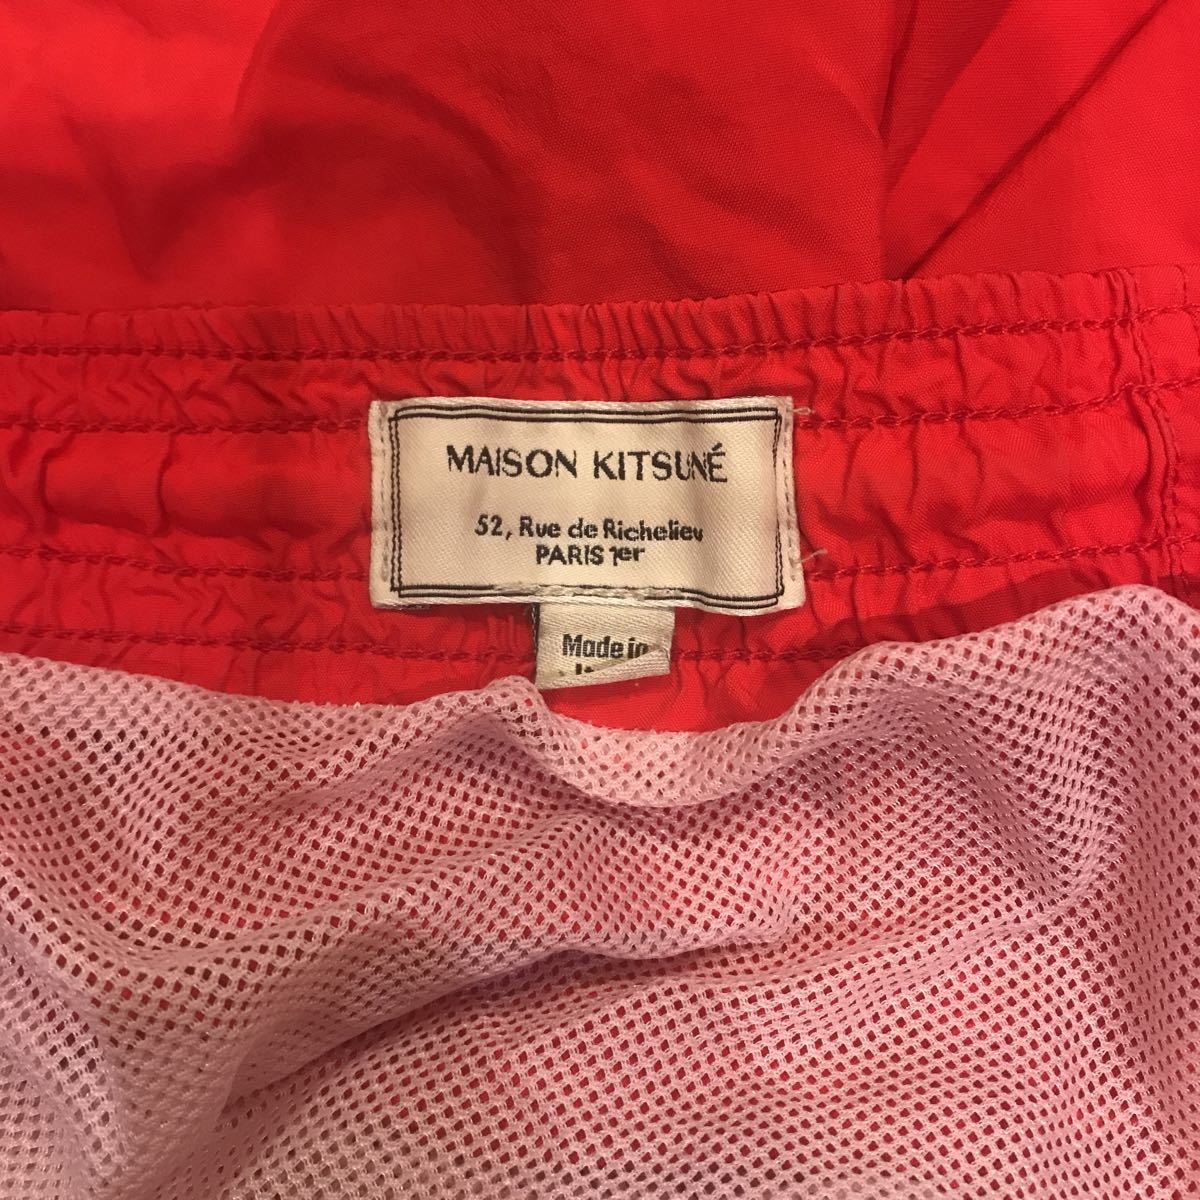 MAISON KITSUNÉ
52, Rue de Richelieu
PARIS 1er
Made in